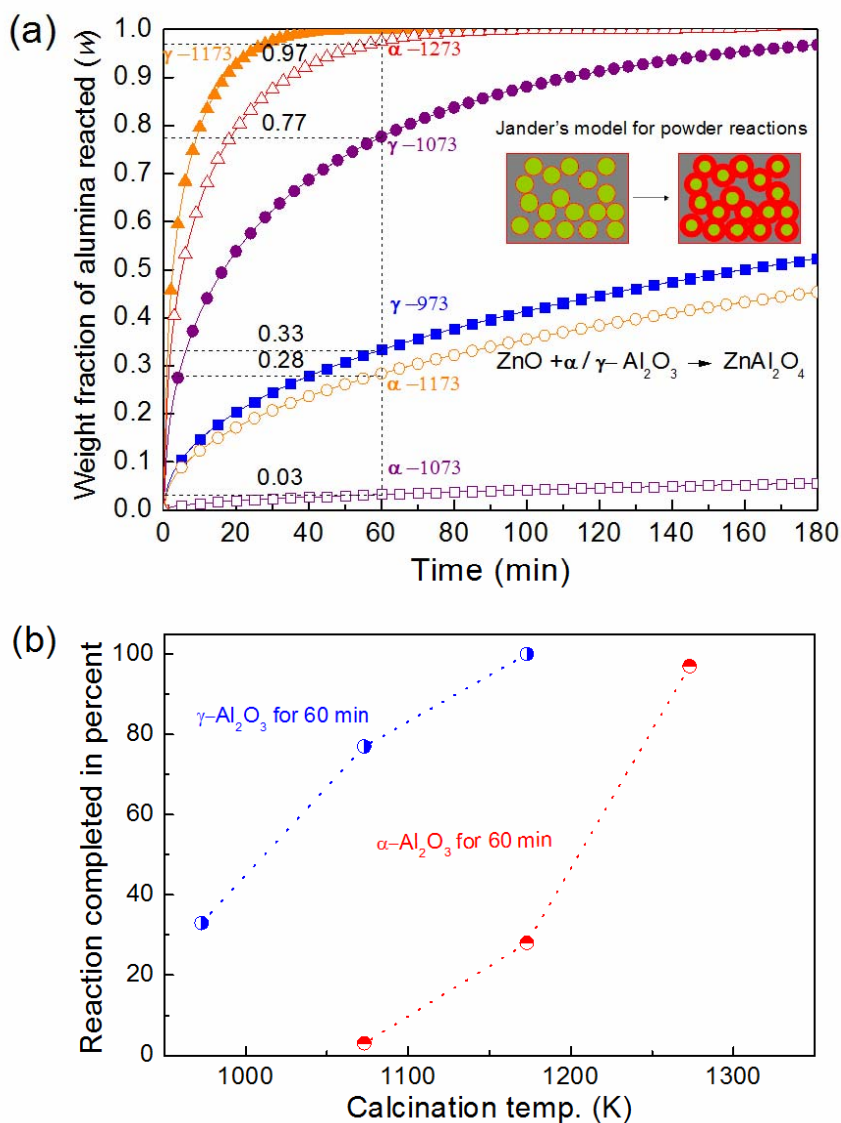 (a)
Weight fraction of alumina reacted (w)
1.0
0.9
0.8
0.7
0.6
0.5
0.4
0.3
0.2
0.1
0.0
γ –1173
0.97
α –1273
0.77
γ –1073
Jander's model for powder reactions
γ –973
0.33
0.28
ZnO +α / γ– Al₂O₃ → ZnAl₂O₄
α –1173
α –1073
0.03
0 20 40 60 80 100 120 140 160 180
Time (min)
(b)
Reaction completed in percent
100
80
60
40
20
0
γ–Al₂O₃ for 60 min
α–Al₂O₃ for 60 min
1000 1100 1200 1300
Calcination temp. (K)